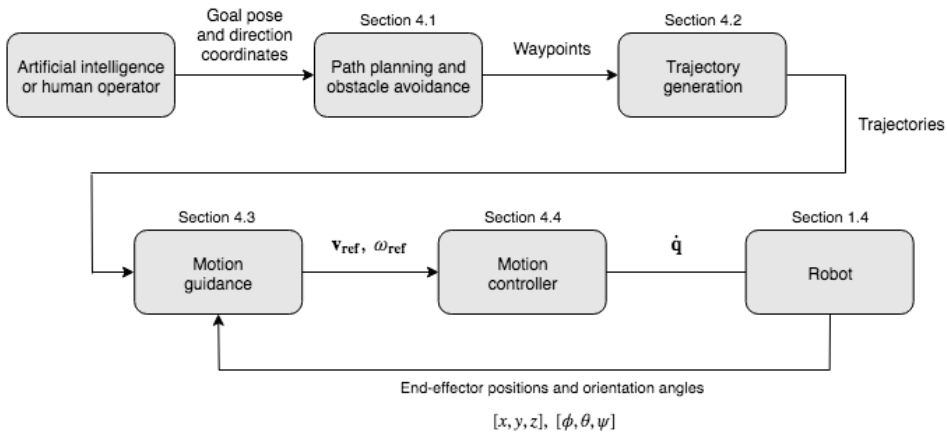 Goal pose
and direction
coordinates
Section 4.1
Section 4.2
Artificial intelligence
or human operator
Path planning and
obstacle avoidance
Waypoints
Trajectory
generation
Trajectories
Section 4.3
Section 4.4
Section 1.4
Motion
guidance
v_ref, ω_ref
Motion
controller
q̇
Robot
End-effector positions and orientation angles
[x, y, z], [ϕ, θ, ψ]